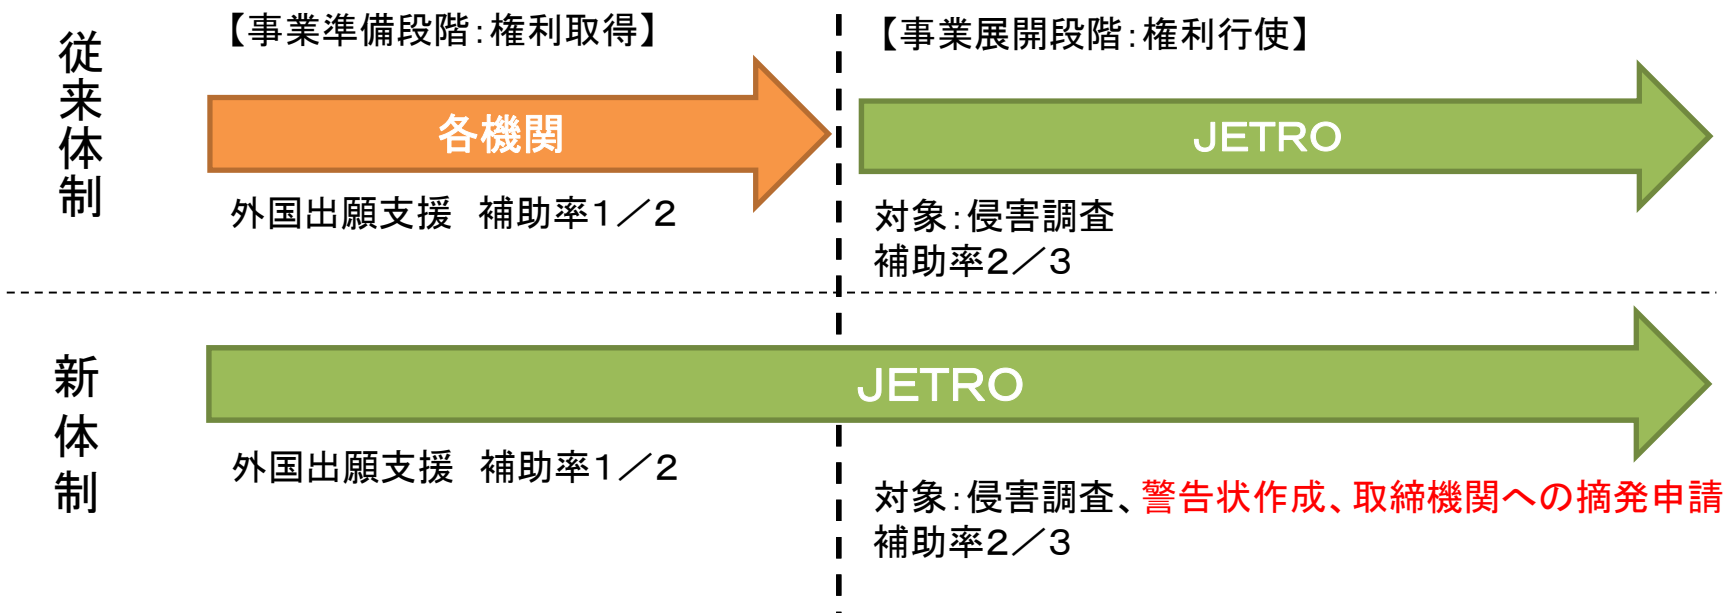 従来体制
【事業準備段階：権利取得】
【事業展開段階：権利行使】
各機関
JETRO
外国出願支援　補助率１／２
対象：侵害調査
補助率２／３
新体制
JETRO
外国出願支援　補助率１／２
対象：侵害調査、警告状作成、取締機関への摘発申請
補助率２／３